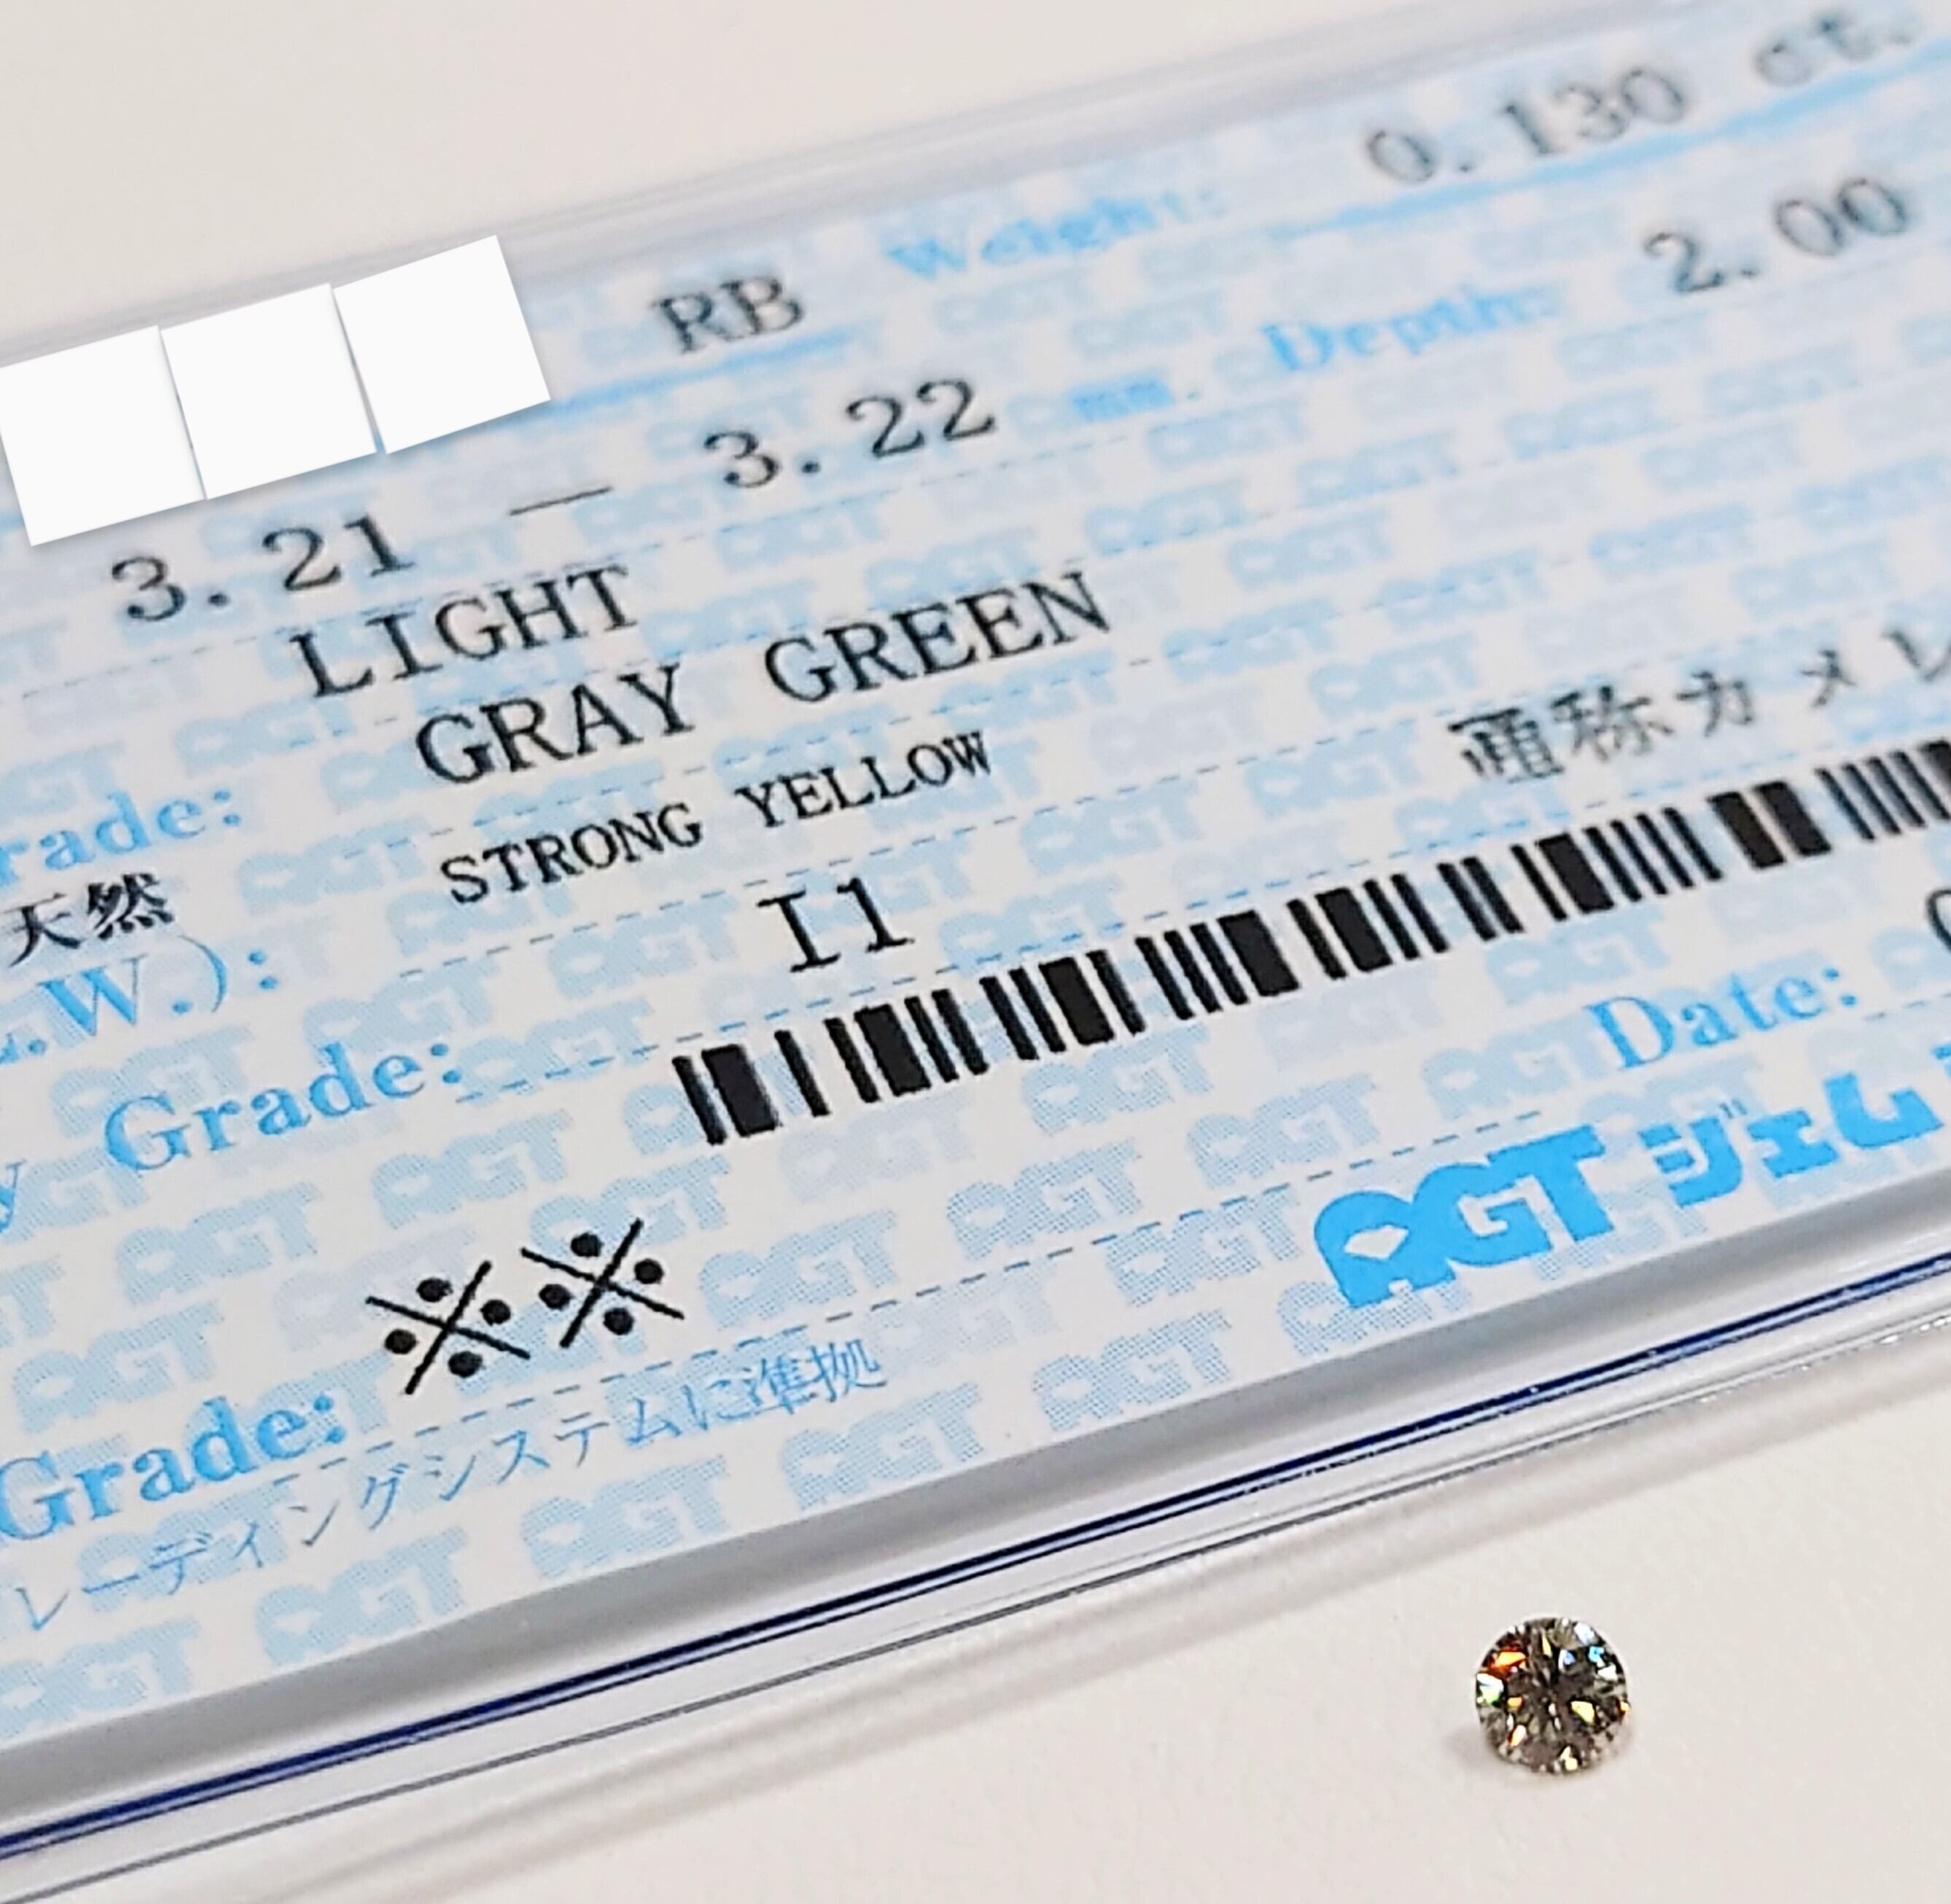 RB Weight: 0.130 ct.
3.21 — 3.22 mm. Depth: 2.00
LIGHT
rade: GRAY GREEN
天然 STRONG YELLOW 通称カメレ
.W.): I1
y Grade:
Date:
Grade: ※※
AGT ジェム
レーディングシステムに準拠